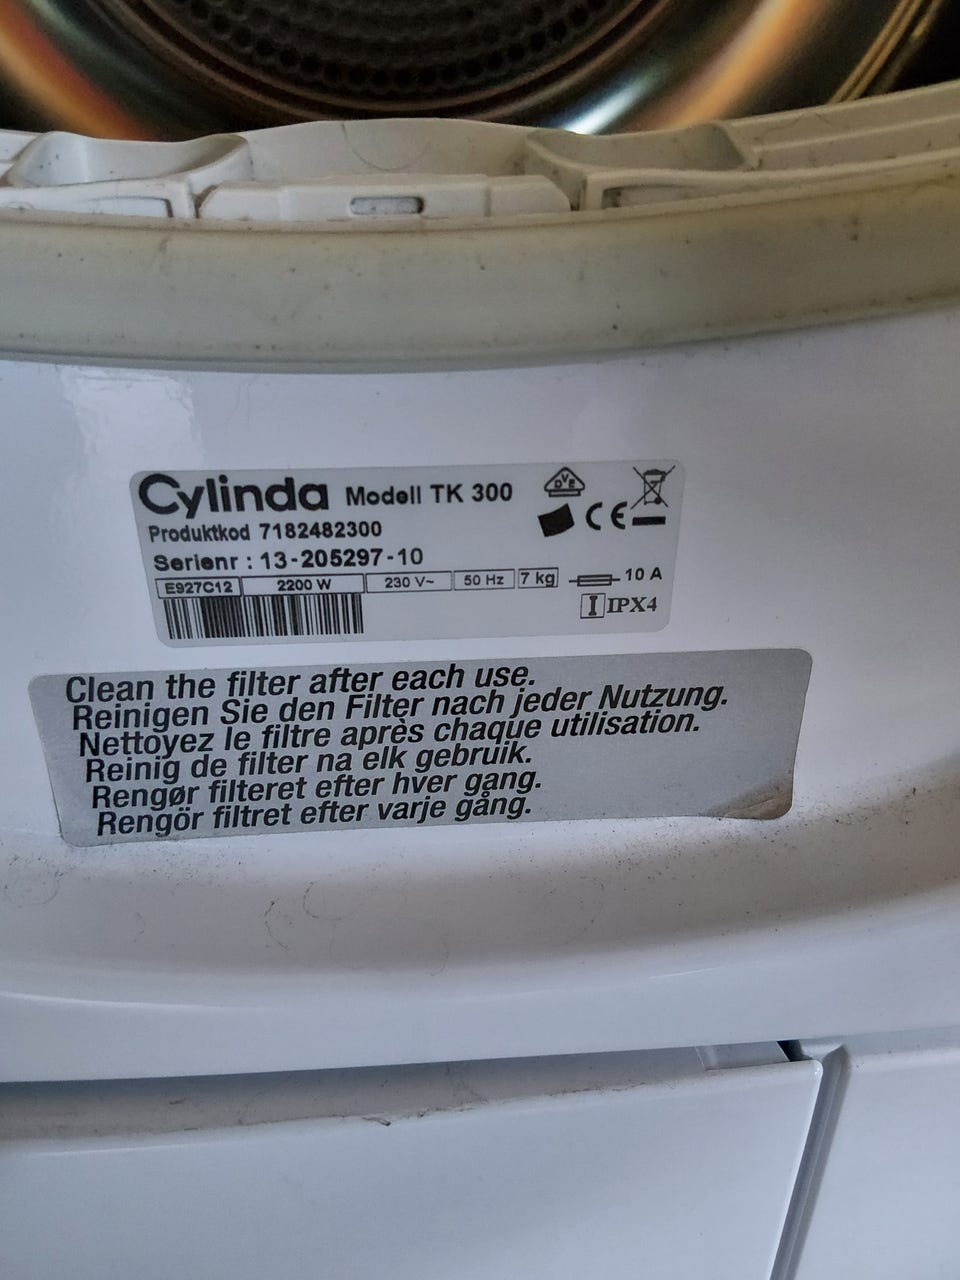 Cylinda Modell TK 300
Produktkod 7182482300
Serienr : 13-205297-10
E927C12 2200 W 230 V~ 50 Hz 7 kg 10 A
IPX4
DVE
CE
Clean the filter after each use.
Reinigen Sie den Filter nach jeder Nutzung.
Nettoyez le filtre après chaque utilisation.
Reinig de filter na elk gebruik.
Rengør filteret efter hver gang.
Rengör filtret efter varje gång.